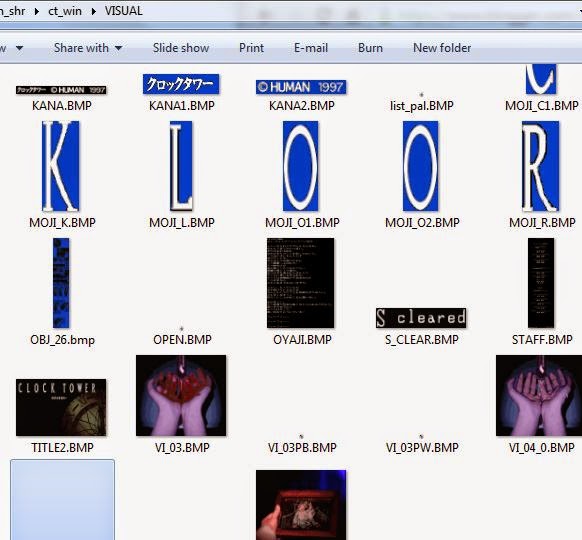 n_shr ▸ ct_win ▸ VISUAL
w Share with Slide show Print E-mail Burn New folder
クロックタワー © HUMAN 1997
クロックタワー
© HUMAN 1997
KANA.BMP KANA1.BMP KANA2.BMP list_pal.BMP MOJI_C1.BMP
C
K L O O R
MOJI_K.BMP MOJI_L.BMP MOJI_O1.BMP MOJI_O2.BMP MOJI_R.BMP
S cleared
OBJ_26.bmp OPEN.BMP OYAJI.BMP S_CLEAR.BMP STAFF.BMP
CLOCK TOWER
TITLE2.BMP VI_03.BMP VI_03PB.BMP VI_03PW.BMP VI_04_0.BMP